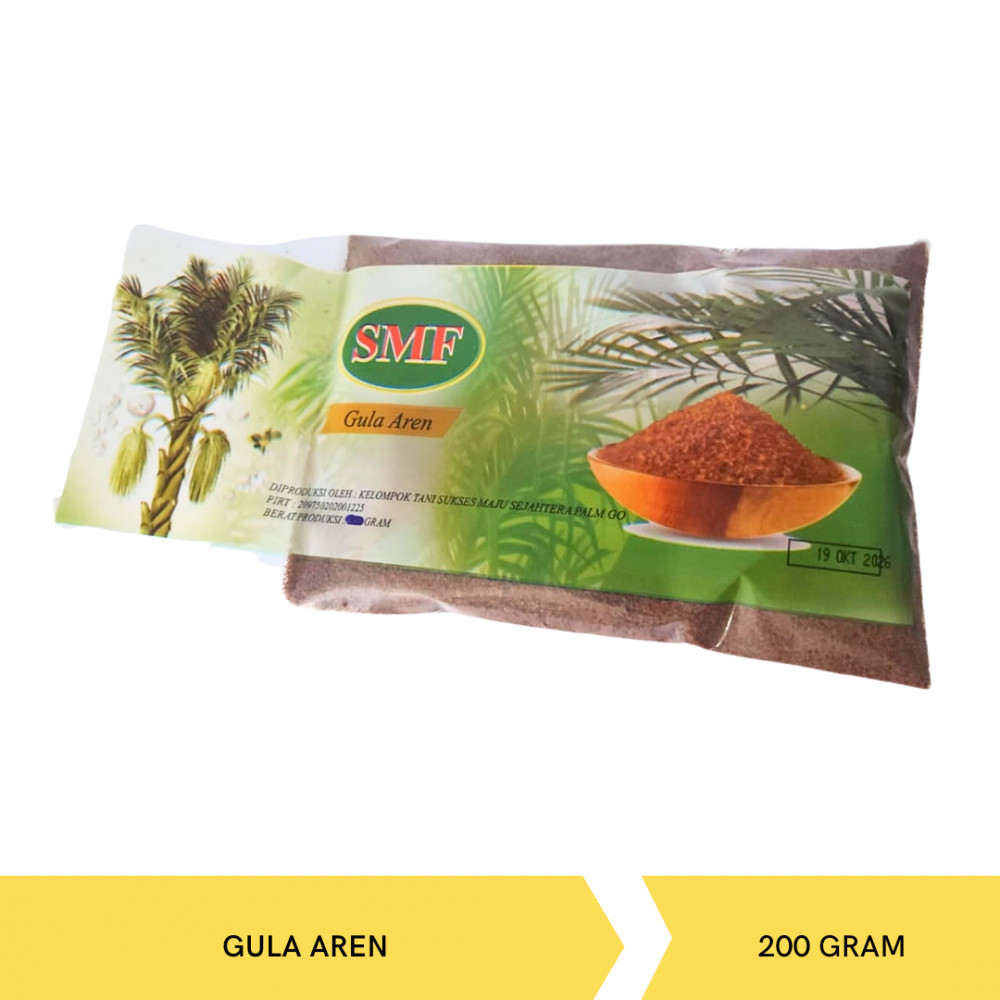 SMF
Gula Aren
DIPRODUKSI OLEH.: KELOMPOK TANI SUKSES MAJU SEJAHTERA PALM GO
PIRT : 209750202001225
BERAT PRODUKSI : GRAM
19 OKT 2026
GULA AREN
200 GRAM